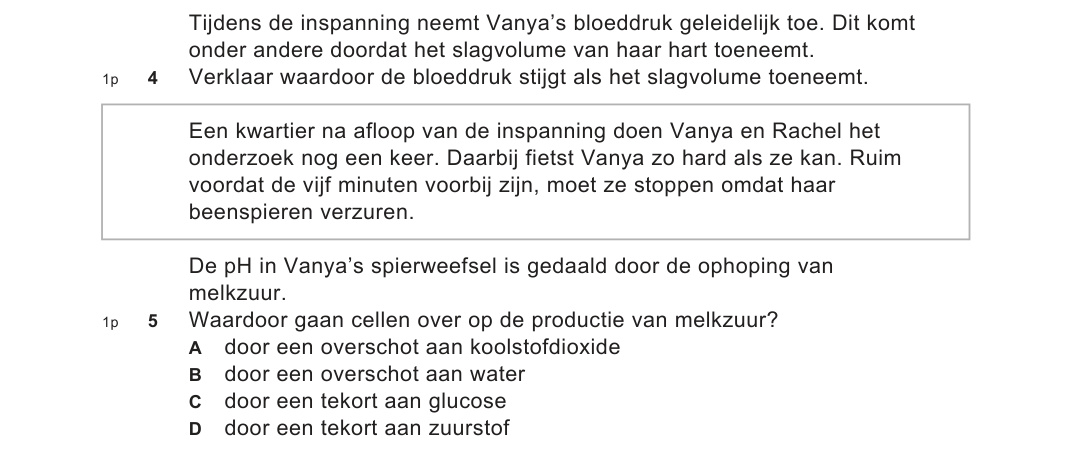 Tijdens de inspanning neemt Vanya’s bloeddruk geleidelijk toe. Dit komt
onder andere doordat het slagvolume van haar hart toeneemt.
1p 4 Verklaar waardoor de bloeddruk stijgt als het slagvolume toeneemt.
Een kwartier na afloop van de inspanning doen Vanya en Rachel het
onderzoek nog een keer. Daarbij fietst Vanya zo hard als ze kan. Ruim
voordat de vijf minuten voorbij zijn, moet ze stoppen omdat haar
beenspieren verzuren.
De pH in Vanya’s spierweefsel is gedaald door de ophoping van
melkzuur.
1p 5 Waardoor gaan cellen over op de productie van melkzuur?
A door een overschot aan koolstofdioxide
B door een overschot aan water
C door een tekort aan glucose
D door een tekort aan zuurstof